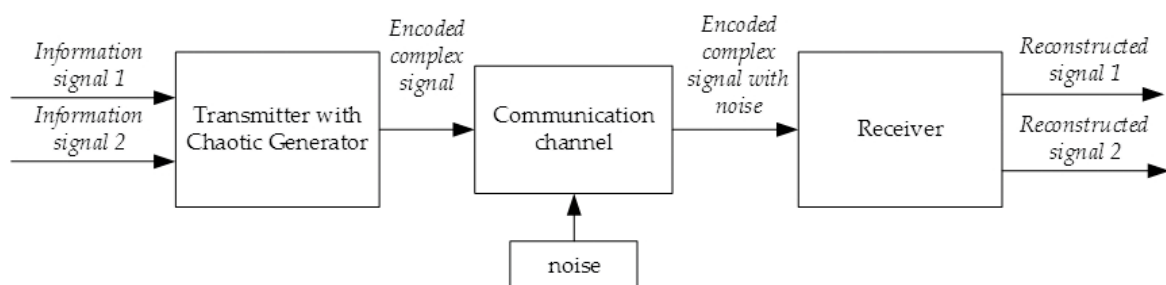 Information
signal 1
Information
signal 2
Transmitter with
Chaotic Generator
Encoded
complex
signal
Communication
channel
noise
Encoded
complex
signal with
noise
Receiver
Reconstructed
signal 1
Reconstructed
signal 2